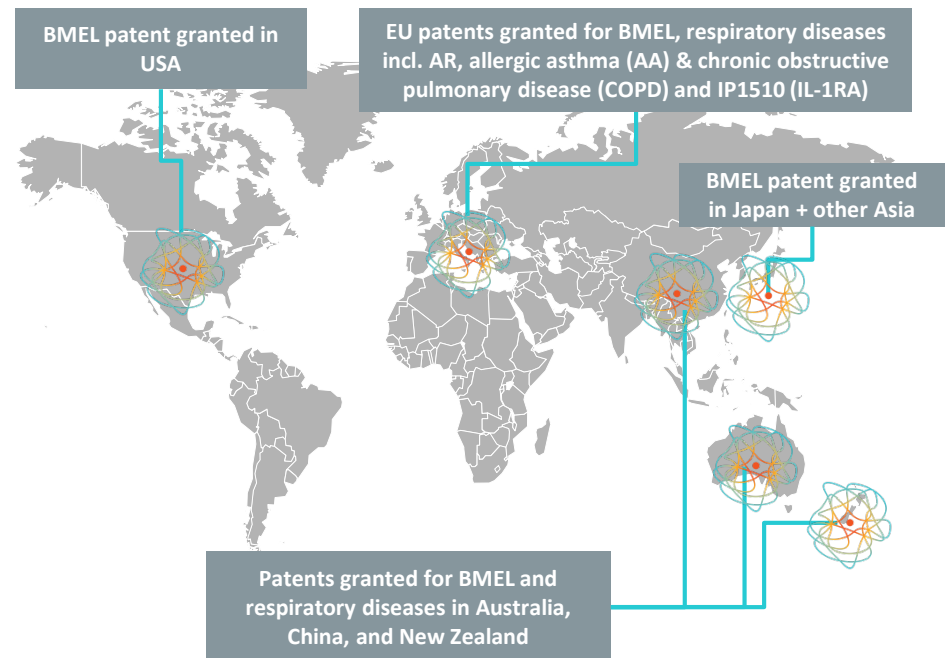 BMEL patent granted in
USA
EU patents granted for BMEL, respiratory diseases
incl. AR, allergic asthma (AA) & chronic obstructive
pulmonary disease (COPD) and IP1510 (IL-1RA)
BMEL patent granted
in Japan + other Asia
Patents granted for BMEL and
respiratory diseases in Australia,
China, and New Zealand